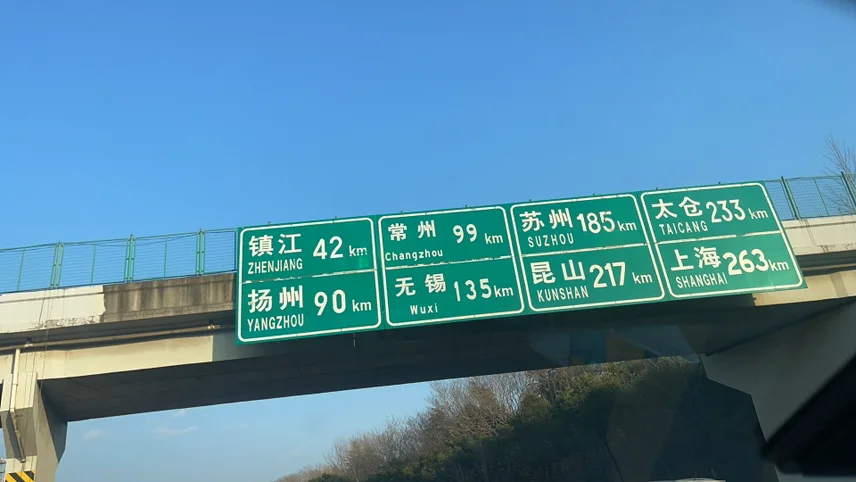 镇江 42 km
ZHENJIANG
扬州 90 km
YANGZHOU
常州 99 km
Changzhou
无锡 135 km
Wuxi
苏州 185 km
SUZHOU
昆山 217 km
KUNSHAN
太仓 233 km
TAICANG
上海 263 km
SHANGHAI